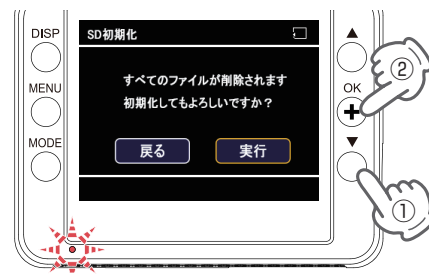 DISP
MENU
MODE
SD初期化
すべてのファイルが削除されます
初期化してもよろしいですか？
戻る
実行
▲
OK
▼
②
①